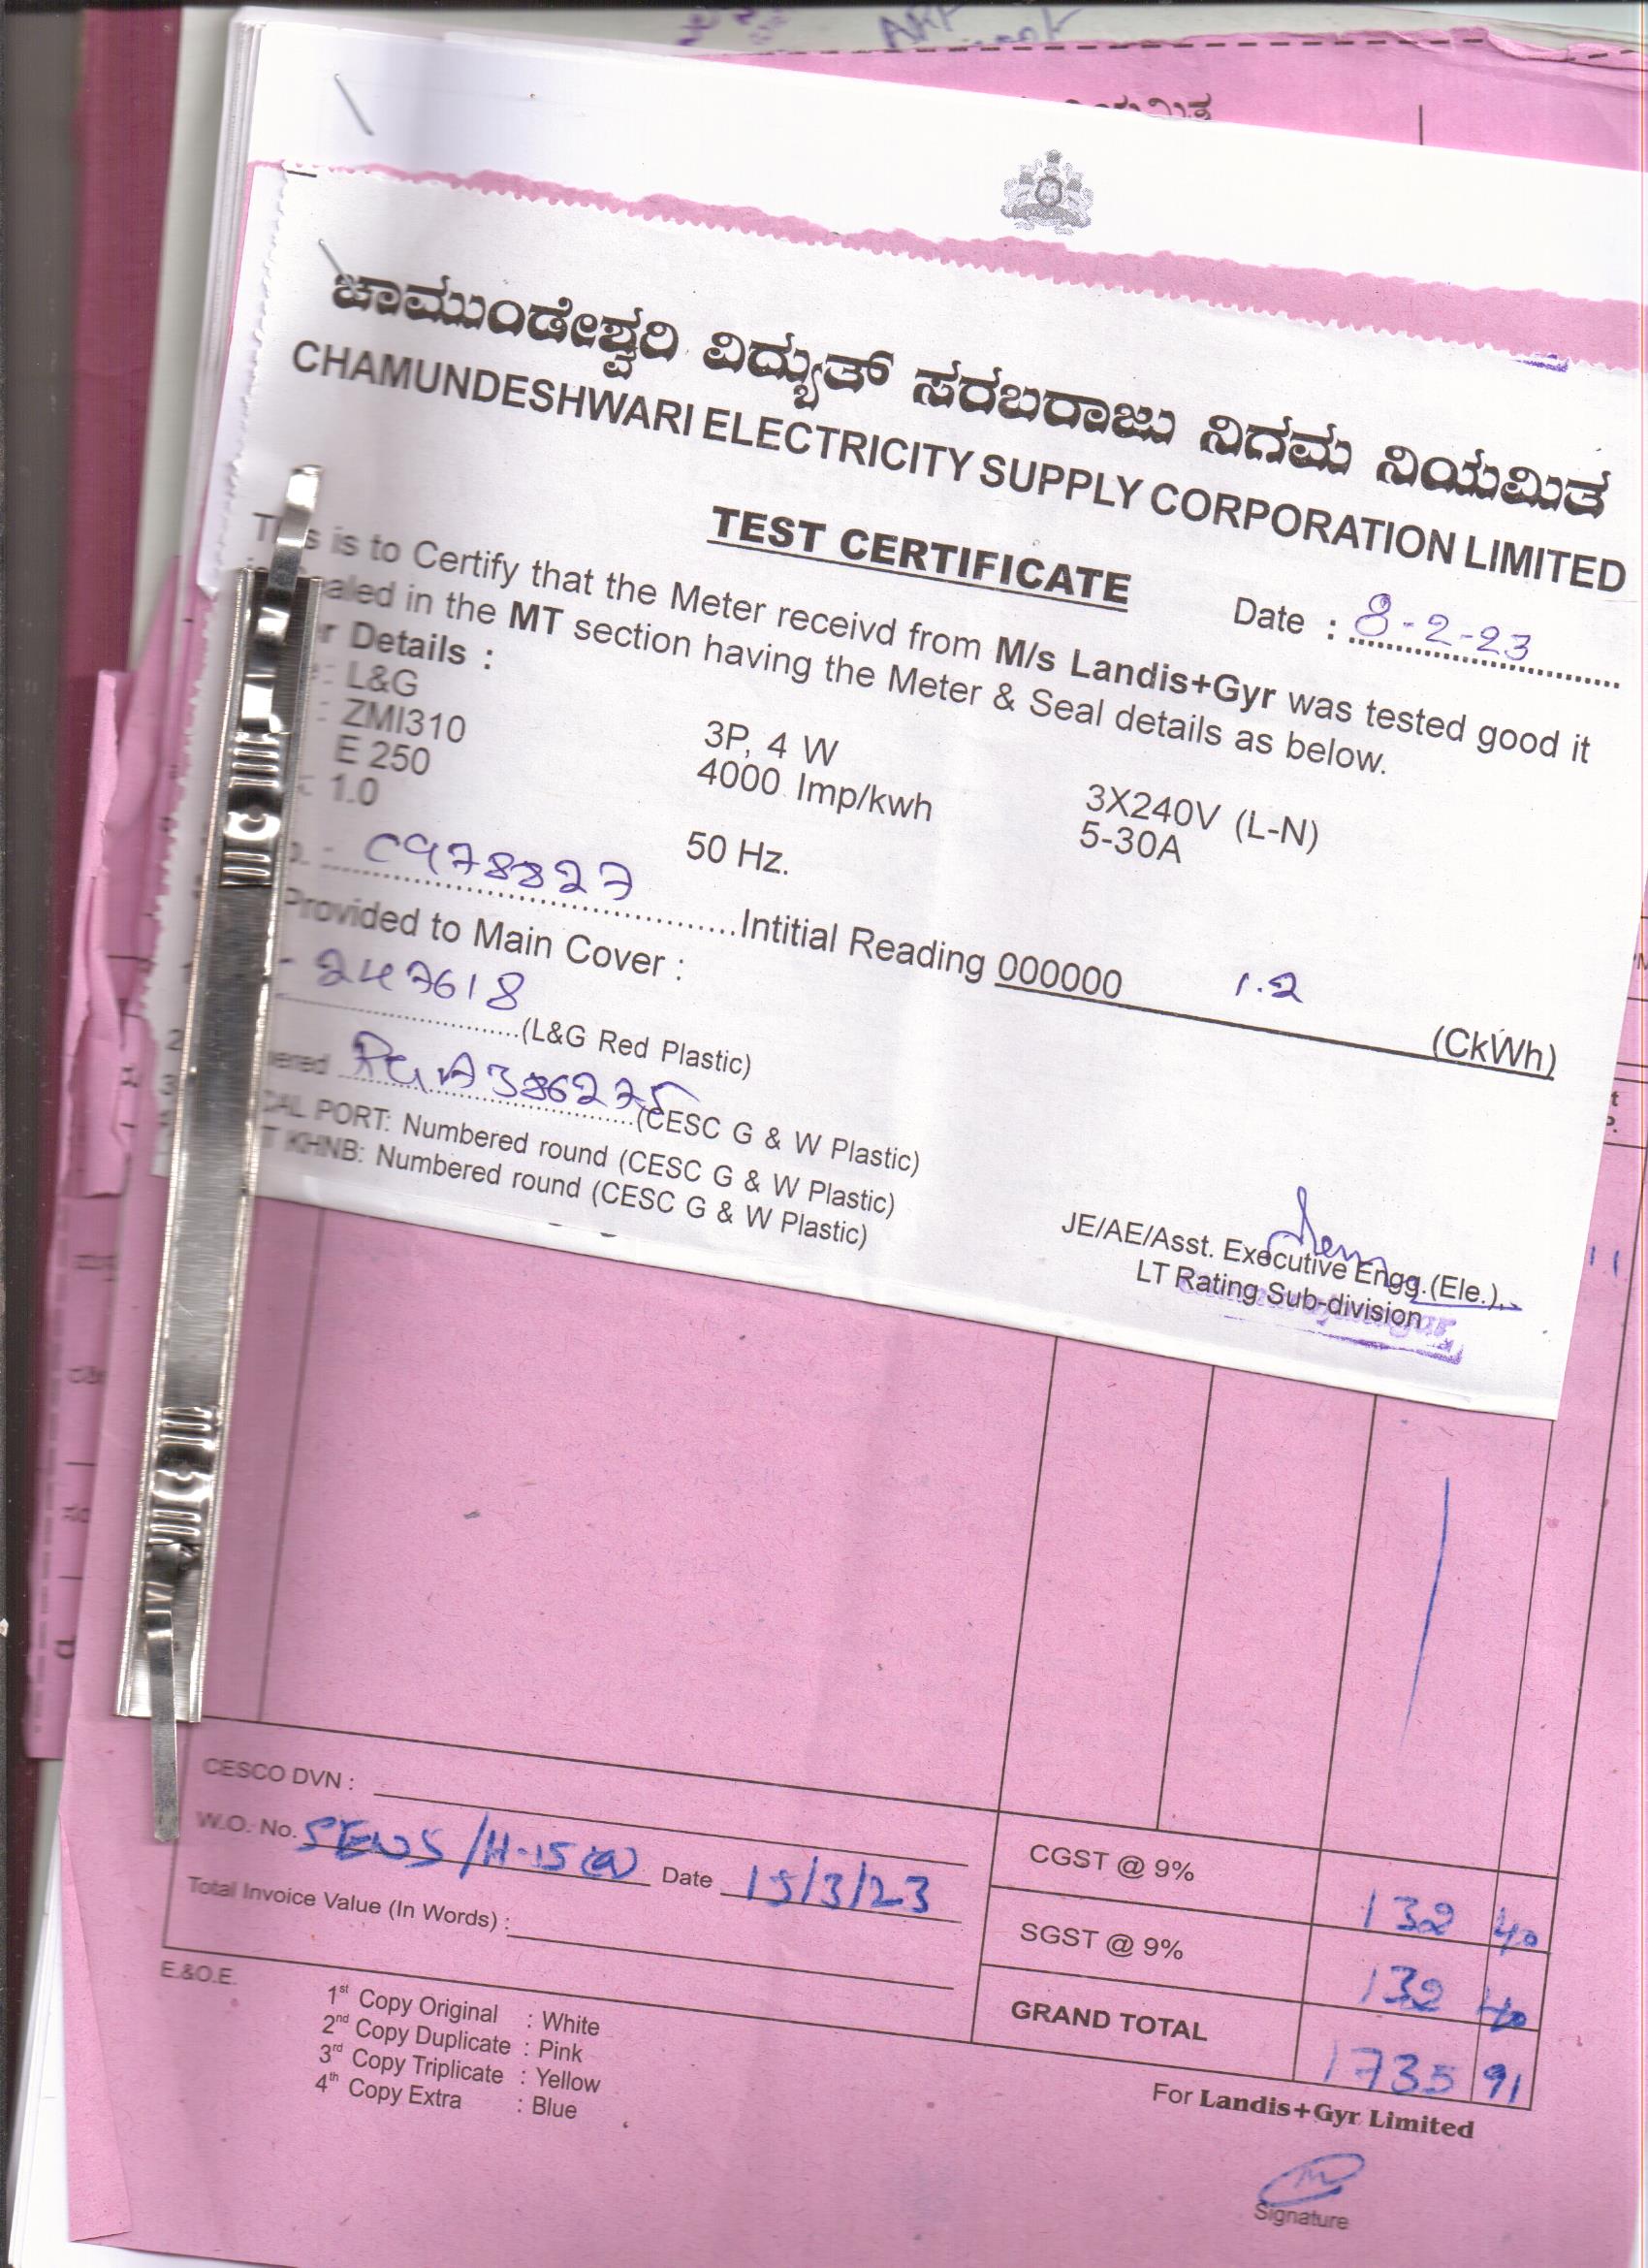 ARF
ನಿಯಮಿತ
ಚಾಮುಂಡೇಶ್ವರಿ ವಿದ್ಯುತ್ ಸರಬರಾಜು ನಿಗಮ ನಿಯಮಿತ
CHAMUNDESHWARI ELECTRICITY SUPPLY CORPORATION LIMITED
TEST CERTIFICATE
Date : 8-2-23
This is to Certify that the Meter receivd from M/s Landis+Gyr was tested good it
in the MT section having the Meter & Seal details as below.
Details :
: L&G
: ZMI310 3P, 4 W 3X240V (L-N)
E 250 4000 Imp/kwh 5-30A
: 1.0 50 Hz.
C978827 Intitial Reading 000000 1.2 (CkWh)
Provided to Main Cover :
- 247618 (L&G Red Plastic)
(CESC G & W Plastic)
PORT: Numbered round (CESC G & W Plastic)
KHNB: Numbered round (CESC G & W Plastic)
JE/AE/Asst. Executive Engg.(Ele.)
LT Rating Sub-division
CESCO DVN :
W.O. No. Date 15/3/23
Total Invoice Value (In Words) :
CGST @ 9% 132 40
SGST @ 9% 132 40
GRAND TOTAL 1735 91
E.&O.E.
1st Copy Original : White
2nd Copy Duplicate : Pink
3rd Copy Triplicate : Yellow
4th Copy Extra : Blue
For Landis+Gyr Limited
Signature